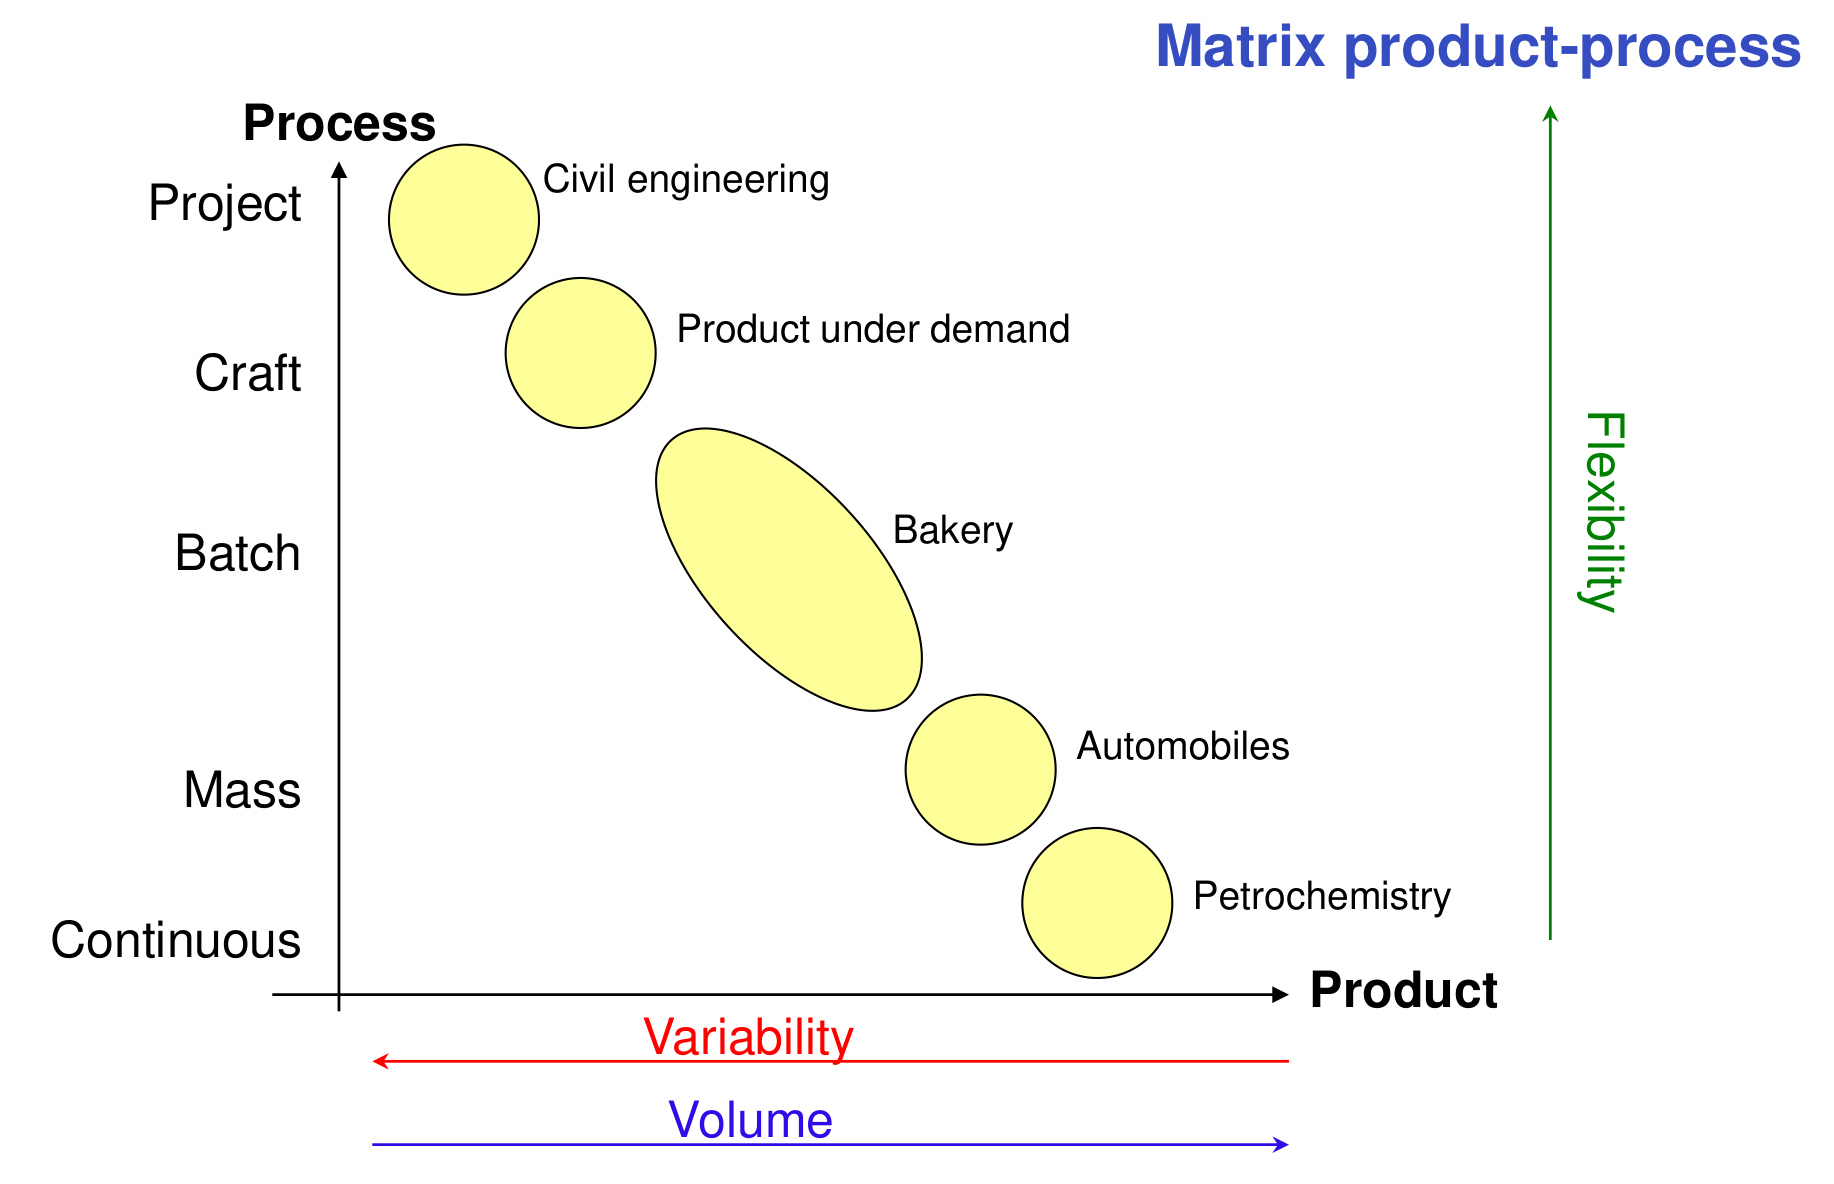 Matrix product-process
Process
Project
Civil engineering
Product under demand
Craft
Flexibility
Batch
Bakery
Automobiles
Mass
Petrochemistry
Continuous
Product
Variability
Volume